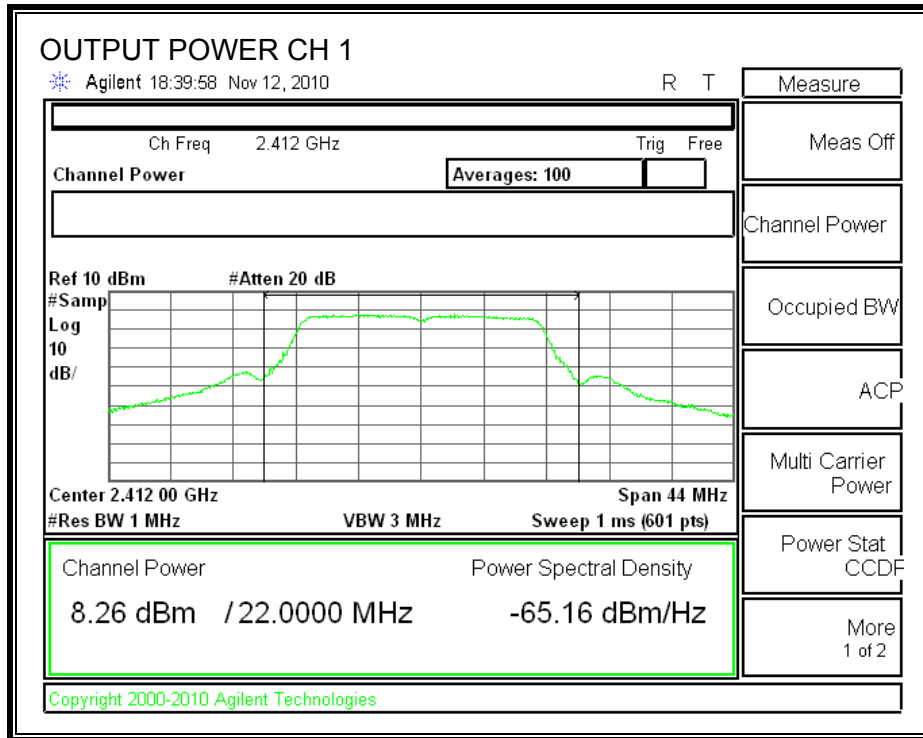 OUTPUT POWER CH 1
Agilent 18:39:58 Nov 12, 2010 R T
Measure
Ch Freq 2.412 GHz Trig Free
Channel Power Averages: 100
Ref 10 dBm #Atten 20 dB
#Samp
Log
10
dB/
Center 2.412 00 GHz Span 44 MHz
#Res BW 1 MHz VBW 3 MHz Sweep 1 ms (601 pts)
Channel Power Power Spectral Density
8.26 dBm / 22.0000 MHz -65.16 dBm/Hz
Copyright 2000-2010 Agilent Technologies
Meas Off
Channel Power
Occupied BW
ACP
Multi Carrier
Power
Power Stat
CCDF
More
1 of 2